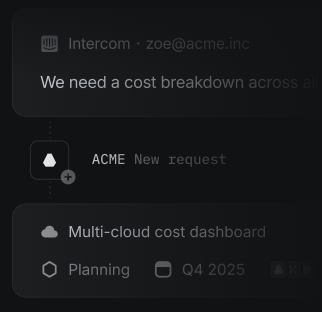 Intercom · zoe@acme.inc
We need a cost breakdown across
ACME New request
Multi-cloud cost dashboard
Planning Q4 2025